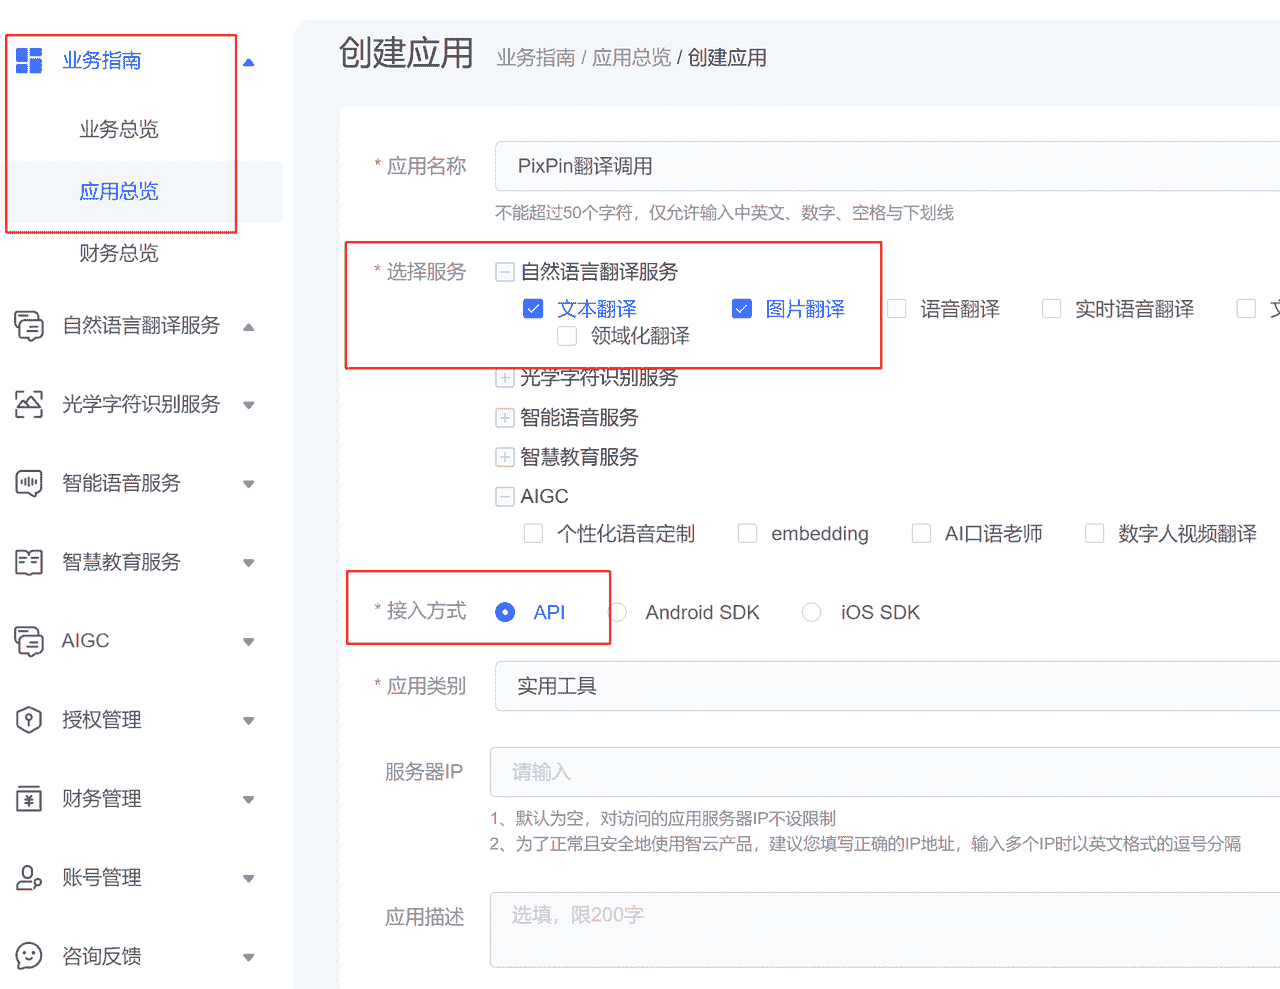 业务指南
业务总览
应用总览
财务总览
自然语言翻译服务
光学字符识别服务
智能语音服务
智慧教育服务
AIGC
授权管理
财务管理
账号管理
咨询反馈
创建应用 业务指南 / 应用总览 / 创建应用
* 应用名称 PixPin翻译调用
不能超过50个字符，仅允许输入中英文、数字、空格与下划线
* 选择服务 自然语言翻译服务
文本翻译 图片翻译 语音翻译 实时语音翻译
领域化翻译
光学字符识别服务
智能语音服务
智慧教育服务
AIGC
个性化语音定制 embedding AI口语老师 数字人视频翻译
* 接入方式 API Android SDK iOS SDK
* 应用类别 实用工具
服务器IP 请输入
1、默认为空，对访问的应用服务器IP不设限制
2、为了正常且安全地使用智云产品，建议您填写正确的IP地址，输入多个IP时以英文格式的逗号分隔
应用描述 选填，限200字